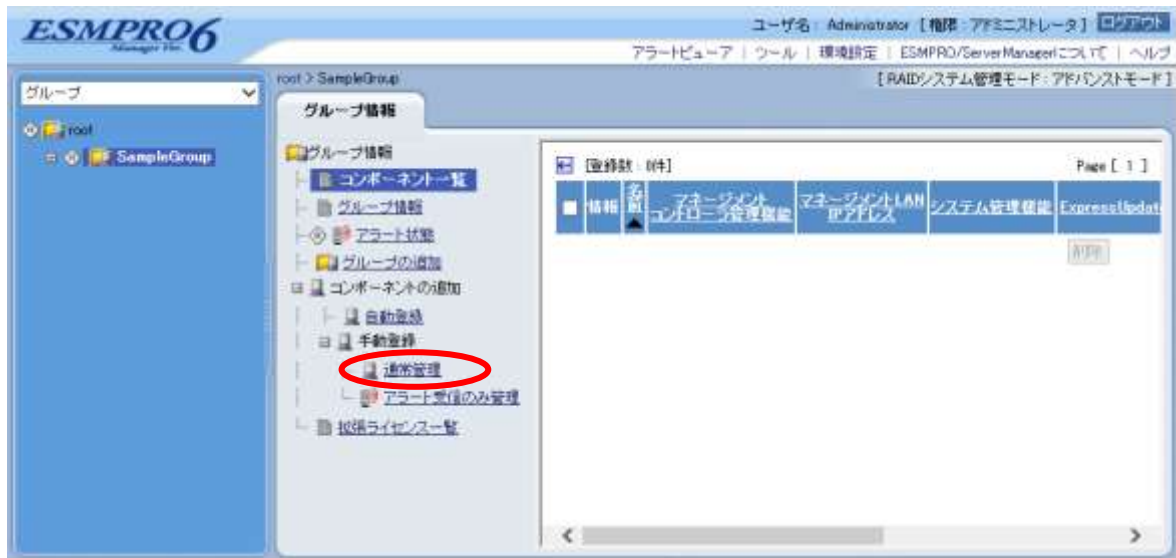 ESMPRO6
Manager Ver.
ユーザ名 : Administrator [ 権限 : アドミニストレータ ] ログアウト
アラートビューア | ツール | 環境設定 | ESMPRO/ServerManagerについて | ヘルプ
グループ
root > SampleGroup
[ RAIDシステム管理モード : アドバンストモード ]
グループ情報
root
SampleGroup
グループ情報
コンポーネント一覧
グループ情報
アラート状態
グループの追加
コンポーネントの追加
自動登録
手動登録
通常管理
アラート受信のみ管理
拡張ライセンス一覧
[登録数 : 0件]
Page [ 1 ]
情報
名前
マネージメント
コントローラ管理機能
マネージメントLAN
IPアドレス
システム管理機能
ExpressUpdat
削除